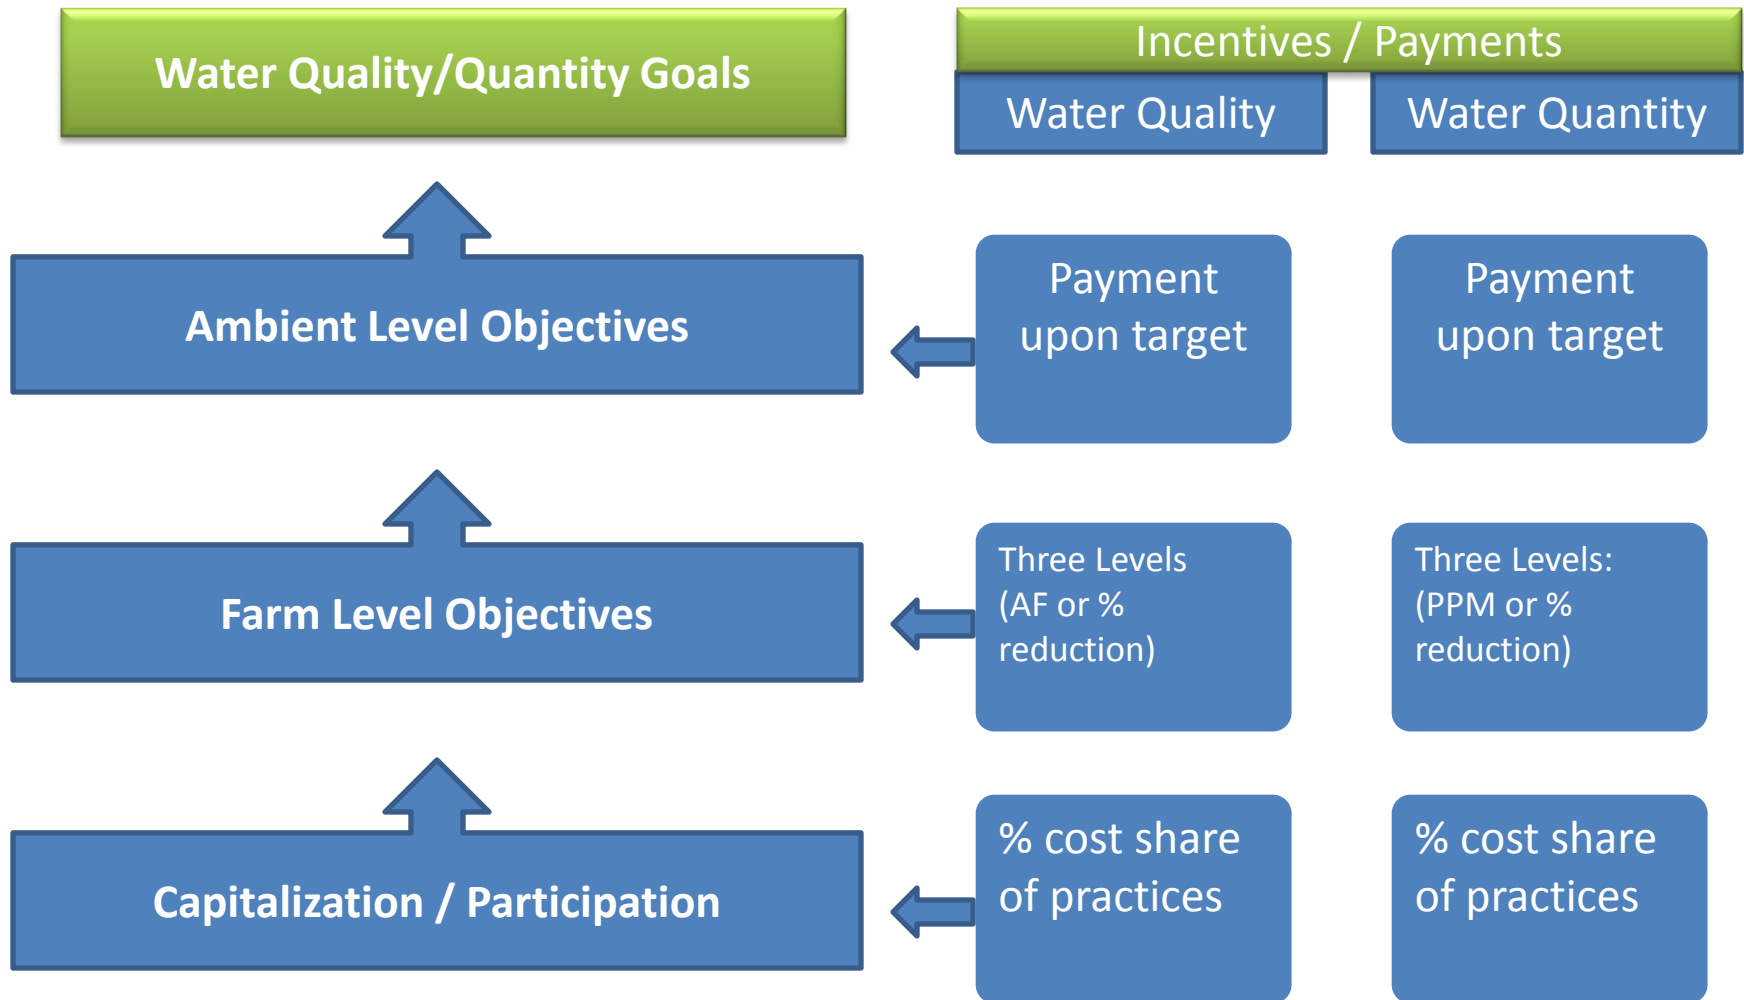 Water Quality/Quantity Goals
Incentives / Payments
Water Quality
Water Quantity
Ambient Level Objectives
Payment
upon target
Payment
upon target
Farm Level Objectives
Three Levels
(AF or %
reduction)
Three Levels:
(PPM or %
reduction)
Capitalization / Participation
% cost share
of practices
% cost share
of practices